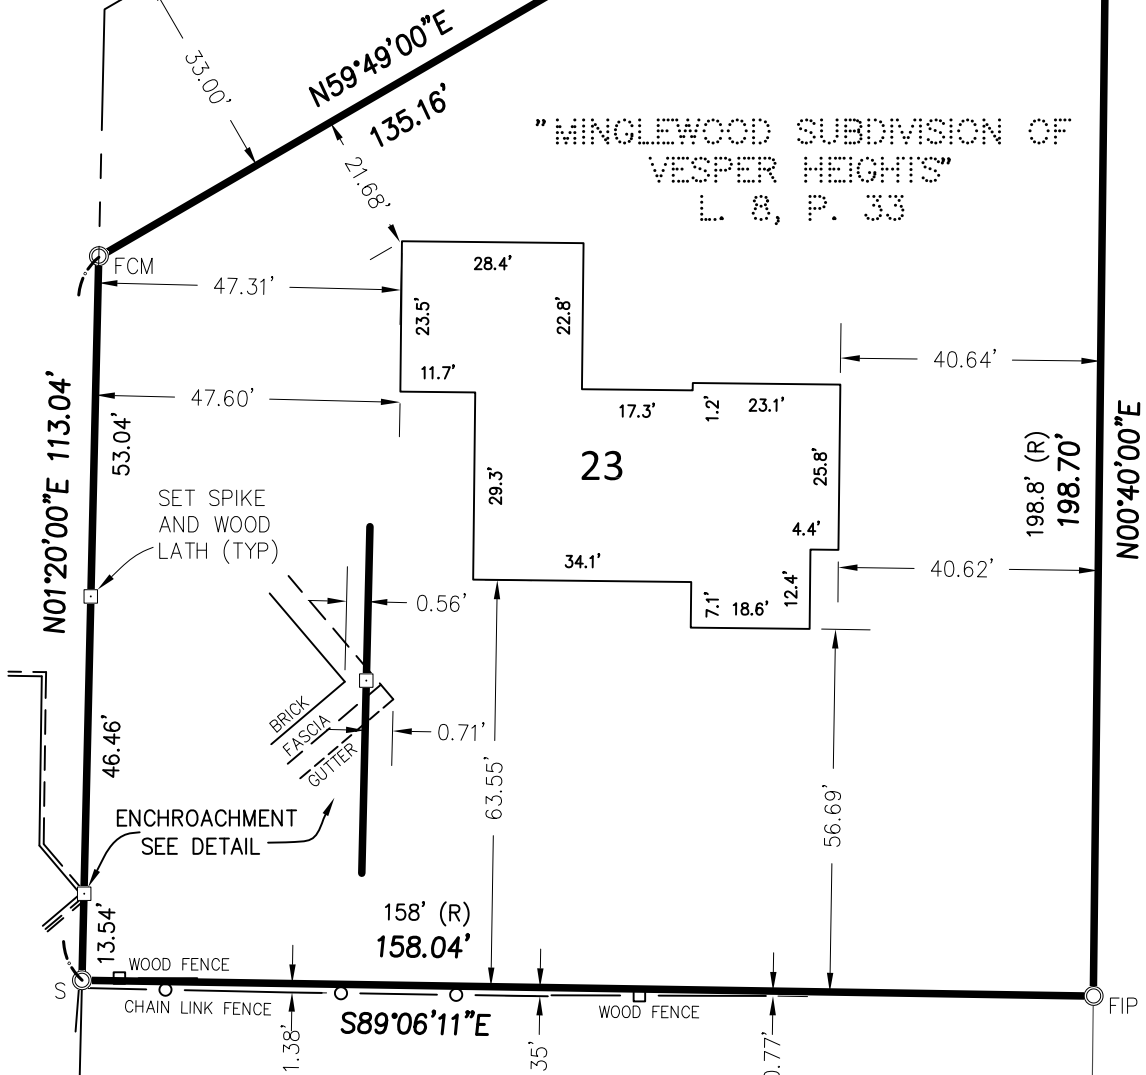 33.00'
N59°49'00"E
135.16'
"MINGLEWOOD SUBDIVISION OF
VESPER HEIGHTS"
L. 8, P. 33
21.68'
FCM
47.31'
28.4'
23.5'
22.8'
11.7'
47.60'
17.3'
1.2'
23.1'
40.64'
N01°20'00"E 113.04'
53.04'
23
25.8'
198.8' (R)
198.70'
N00°40'00"E
SET SPIKE
AND WOOD
LATH (TYP)
29.3'
4.4'
34.1'
40.62'
0.56'
7.1'
18.6'
12.4'
BRICK
FASCIA
GUTTER
0.71'
46.46'
63.55'
56.69'
ENCHROACHMENT
SEE DETAIL
13.54'
158' (R)
158.04'
WOOD FENCE
S
CHAIN LINK FENCE
S89°06'11"E
WOOD FENCE
FIP
1.38'
35'
0.77'